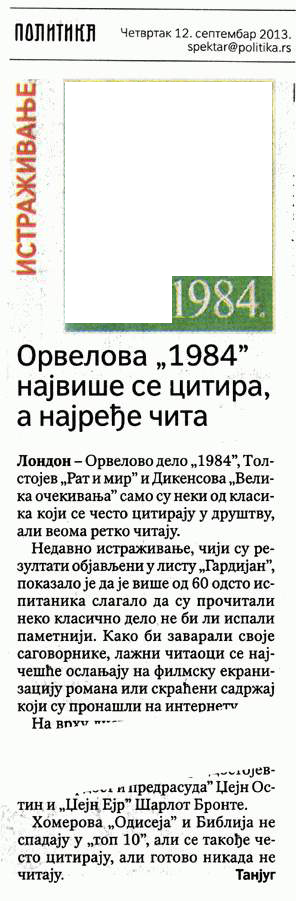 ПОЛИТИКА
Четвртак 12. септембар 2013.
spektar@politika.rs
ИСТРАЖИВАЊЕ
1984.
Орвелова „1984”
највише се цитира,
а најређе чита
Лондон – Орвелово дело „1984”, Тол-
стојев „Рат и мир” и Дикенсова „Вели-
ка очекивања” само су неки од класи-
ка који се често цитирају у друштву,
али веома ретко читају.
Недавно истраживање, чији су ре-
зултати објављени у листу „Гардијан”,
показало је да је више од 60 одсто ис-
питаника слагало да су прочитали
неко класично дело не би ли испали
паметнији. Како би заварали своје
саговорнике, лажни читаоци се нај-
чешће ослањају на филмску екрани-
зацију романа или скраћени садржај
који су пронашли на интернету
На врху
и предрасуда” Џејн Ос-
тин и „Џејн Ејр” Шарлот Бронте.
Хомерова „Одисеја” и Библија не
спадају у „топ 10”, али се такође че-
сто цитирају, али готово никада не
читају. Танјуг